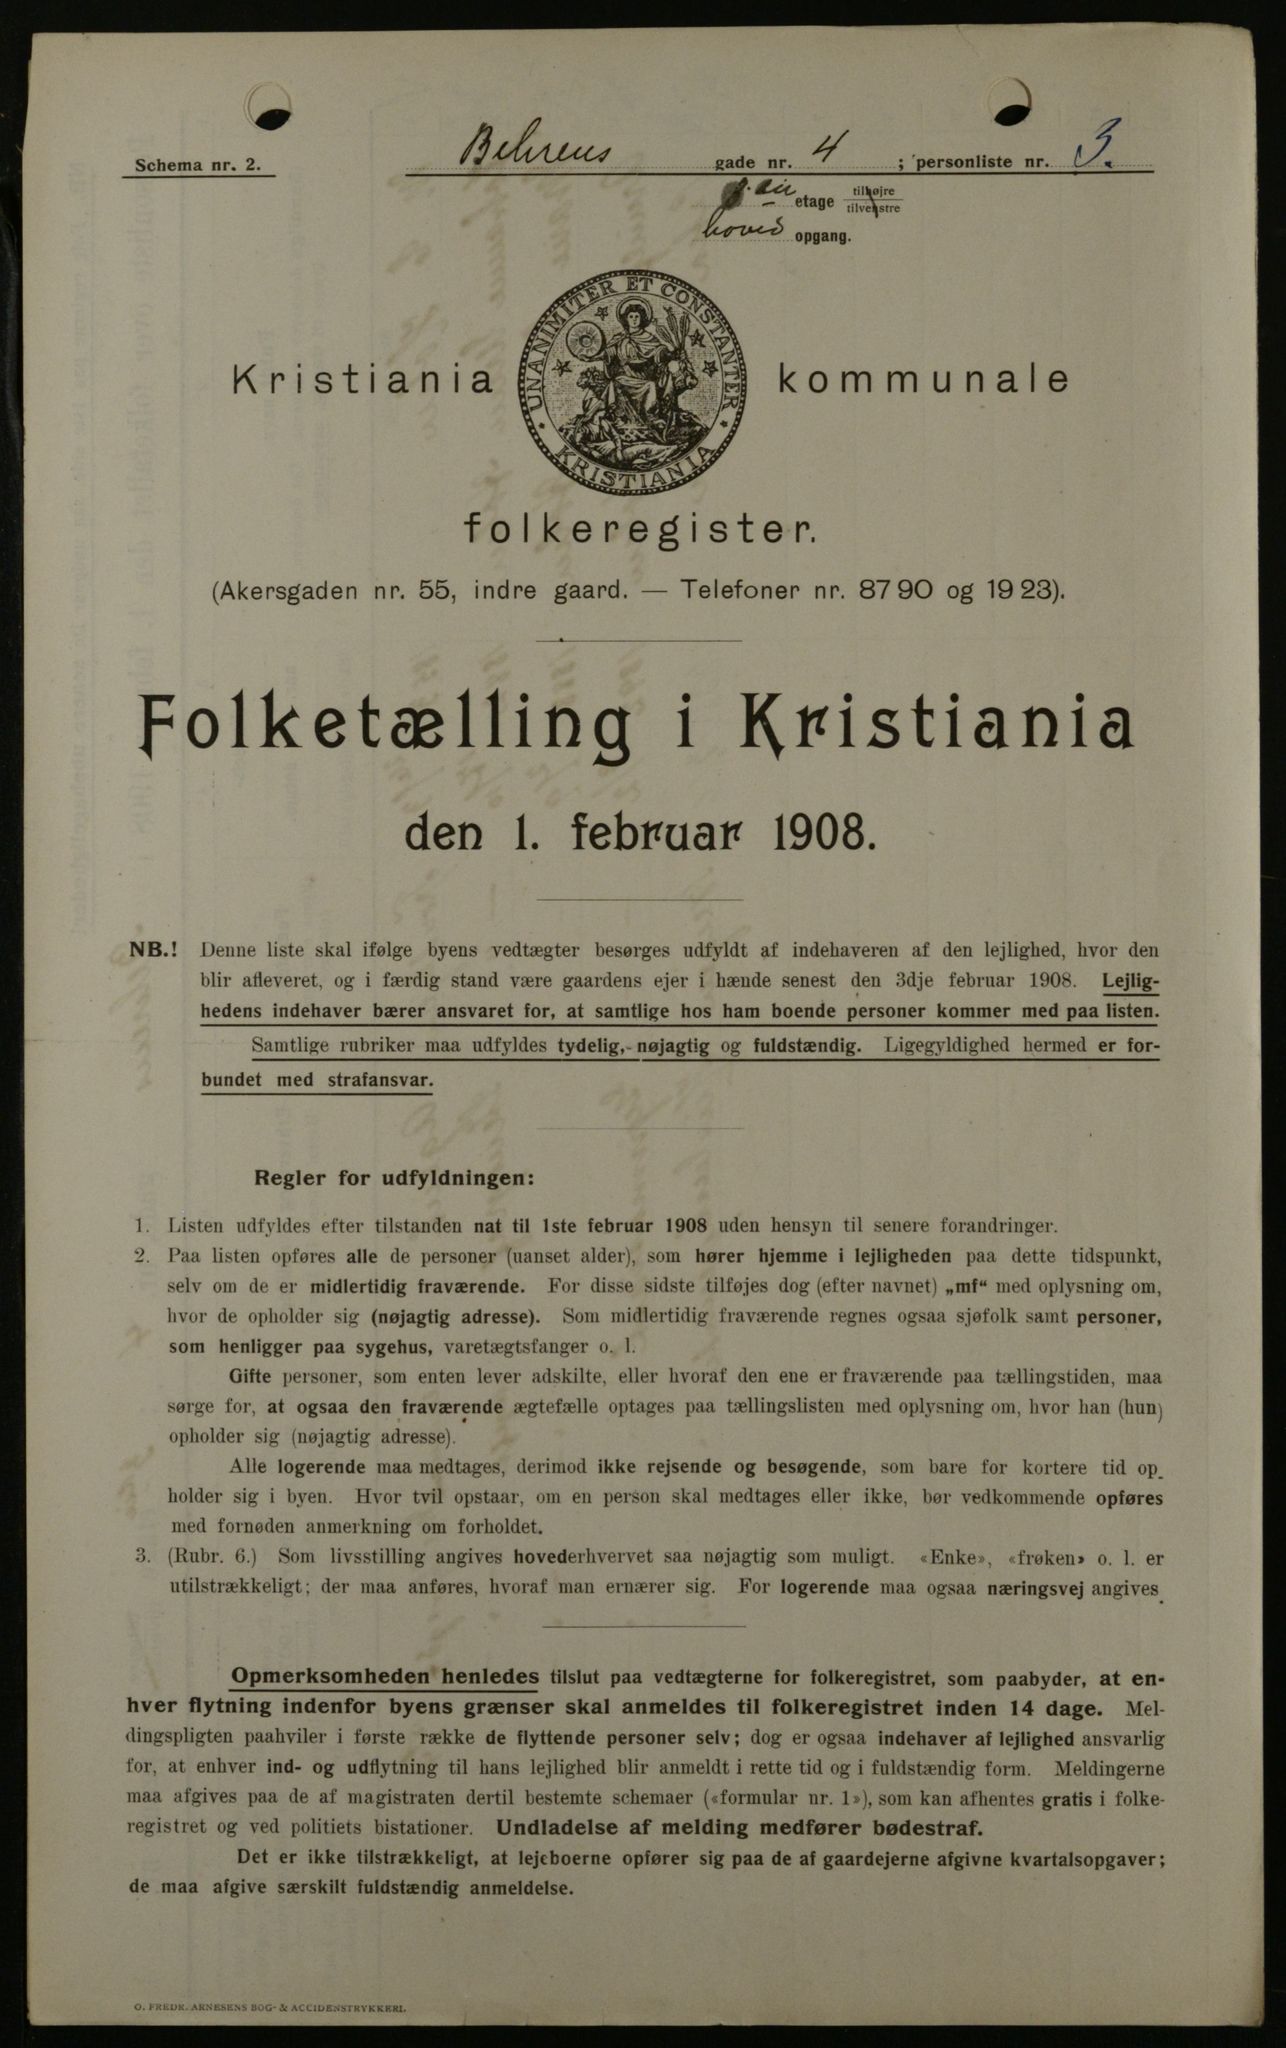 Schema nr. 2.
Behrens gade nr. 4 ; personliste nr. 3.
etage tilhøjre
tilvenstre
hoved opgang.
UNANIMITER ET CONSTANTER
KRISTIANIA
Kristiania kommunale
folkeregister.
(Akersgaden nr. 55, indre gaard. — Telefoner nr. 87 90 og 19 23).
Folketælling i Kristiania
den 1. februar 1908.
NB.! Denne liste skal ifølge byens vedtægter besørges udfyldt af indehaveren af den lejlighed, hvor den
blir afleveret, og i færdig stand være gaardens ejer i hænde senest den 3dje februar 1908. Lejlig-
hedens indehaver bærer ansvaret for, at samtlige hos ham boende personer kommer med paa listen.
Samtlige rubriker maa udfyldes tydelig, nøjagtig og fuldstændig. Ligegyldighed hermed er for-
bundet med strafansvar.
Regler for udfyldningen:
1. Listen udfyldes efter tilstanden nat til 1ste februar 1908 uden hensyn til senere forandringer.
2. Paa listen opføres alle de personer (uanset alder), som hører hjemme i lejligheden paa dette tidspunkt,
selv om de er midlertidig fraværende. For disse sidste tilføjes dog (efter navnet) „mf“ med oplysning om,
hvor de opholder sig (nøjagtig adresse). Som midlertidig fraværende regnes ogsaa sjøfolk samt personer,
som henligger paa sygehus, varetægtsfanger o. l.
Gifte personer, som enten lever adskilte, eller hvoraf den ene er fraværende paa tællingstiden, maa
sørge for, at ogsaa den fraværende ægtefælle optages paa tællingslisten med oplysning om, hvor han (hun)
opholder sig (nøjagtig adresse).
Alle logerende maa medtages, derimod ikke rejsende og besøgende, som bare for kortere tid op-
holder sig i byen. Hvor tvil opstaar, om en person skal medtages eller ikke, bør vedkommende opføres
med fornøden anmerkning om forholdet.
3. (Rubr. 6.) Som livsstilling angives hovederhvervet saa nøjagtig som muligt. «Enke», «frøken» o. l. er
utilstrækkeligt; der maa anføres, hvoraf man ernærer sig. For logerende maa ogsaa næringsvej angives.
Opmerksomheden henledes tilslut paa vedtægterne for folkeregistret, som paabyder, at en-
hver flytning indenfor byens grænser skal anmeldes til folkeregistret inden 14 dage. Mel-
dingspligten paahviler i første række de flyttende personer selv; dog er ogsaa indehaver af lejlighed ansvarlig
for, at enhver ind- og udflytning til hans lejlighed blir anmeldt i rette tid og i fuldstændig form. Meldingerne
maa afgives paa de af magistraten dertil bestemte schemaer («formular nr. 1»), som kan afhentes gratis i folke-
registret og ved politiets bistationer. Undladelse af melding medfører bødestraf.
Det er ikke tilstrækkeligt, at lejeboerne opfører sig paa de af gaardejerne afgivne kvartalsopgaver;
de maa afgive særskilt fuldstændig anmeldelse.
O. FREDR. ARNESENS BOG- & ACCIDENSTRYKKERI.